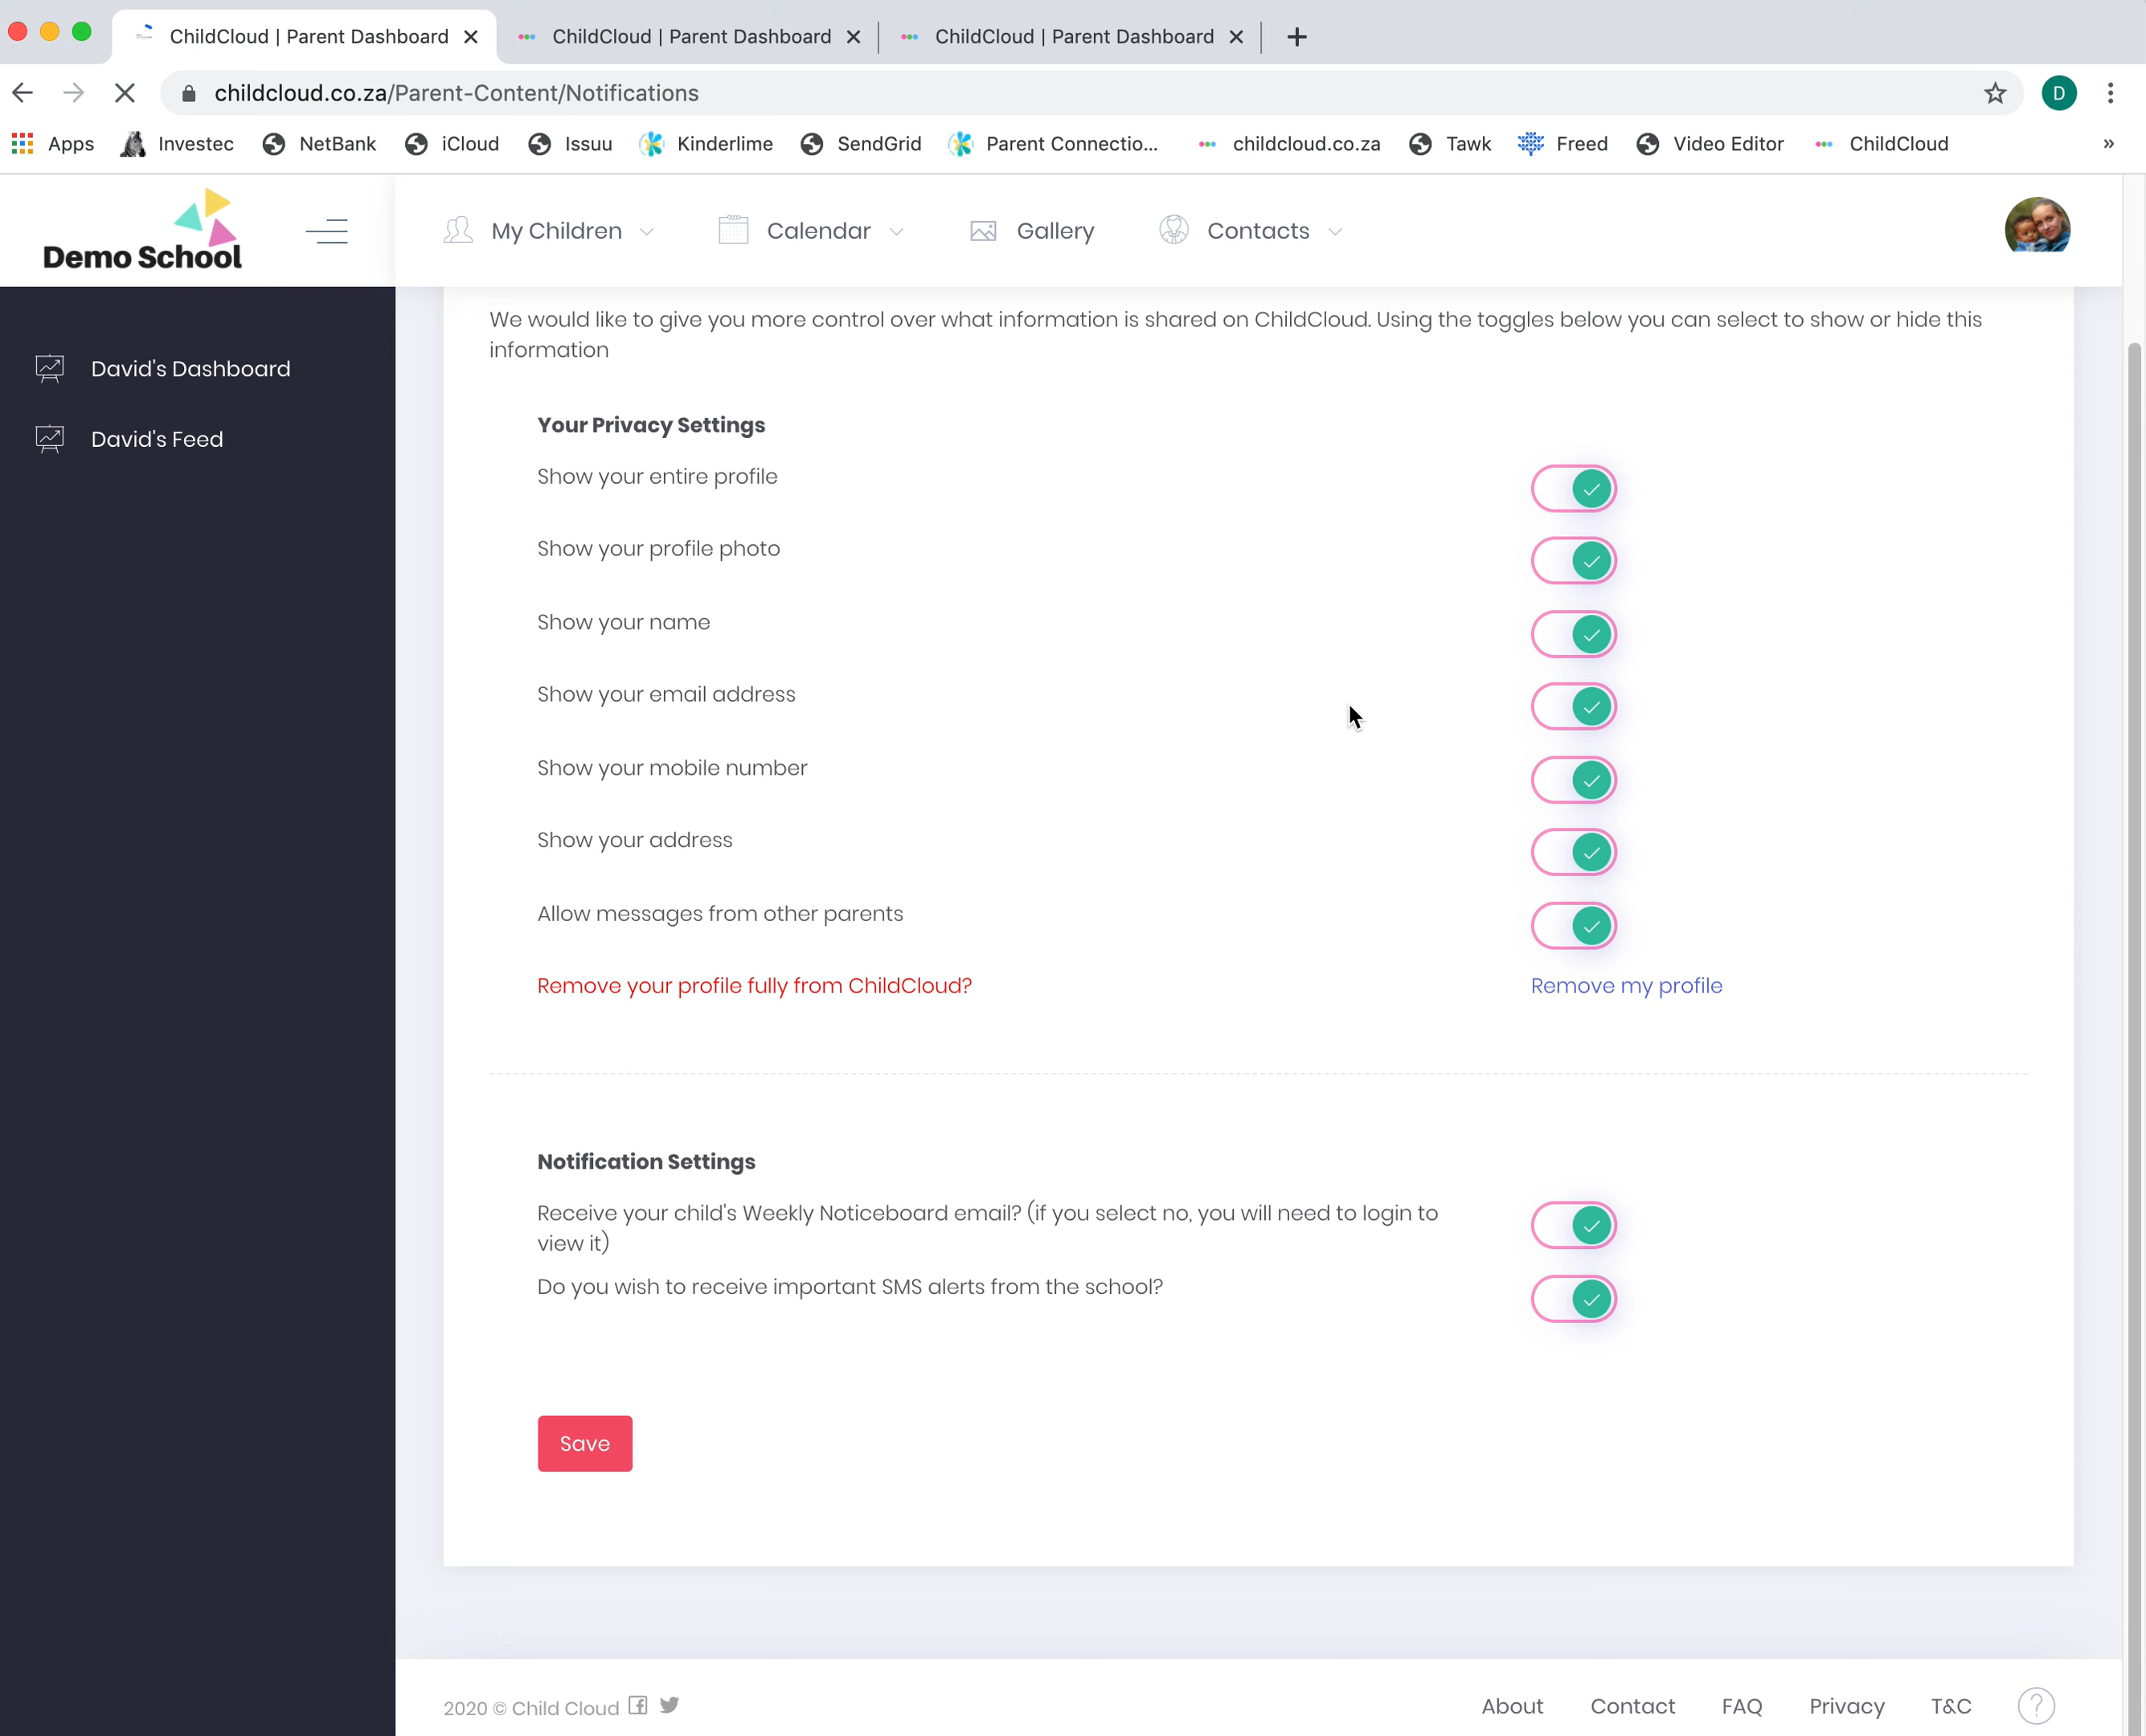 ChildCloud | Parent Dashboard
ChildCloud | Parent Dashboard
ChildCloud | Parent Dashboard
childcloud.co.za/Parent-Content/Notifications
D
Apps
Investec
NetBank
iCloud
Issuu
Kinderlime
SendGrid
Parent Connectio...
childcloud.co.za
Tawk
Freed
Video Editor
ChildCloud
»
Demo School
My Children
Calendar
Gallery
Contacts
David's Dashboard
David's Feed
We would like to give you more control over what information is shared on ChildCloud. Using the toggles below you can select to show or hide this
information
Your Privacy Settings
Show your entire profile
Show your profile photo
Show your name
Show your email address
Show your mobile number
Show your address
Allow messages from other parents
Remove your profile fully from ChildCloud?
Remove my profile
Notification Settings
Receive your child's Weekly Noticeboard email? (if you select no, you will need to login to
view it)
Do you wish to receive important SMS alerts from the school?
Save
2020 © Child Cloud
About
Contact
FAQ
Privacy
T&C
?